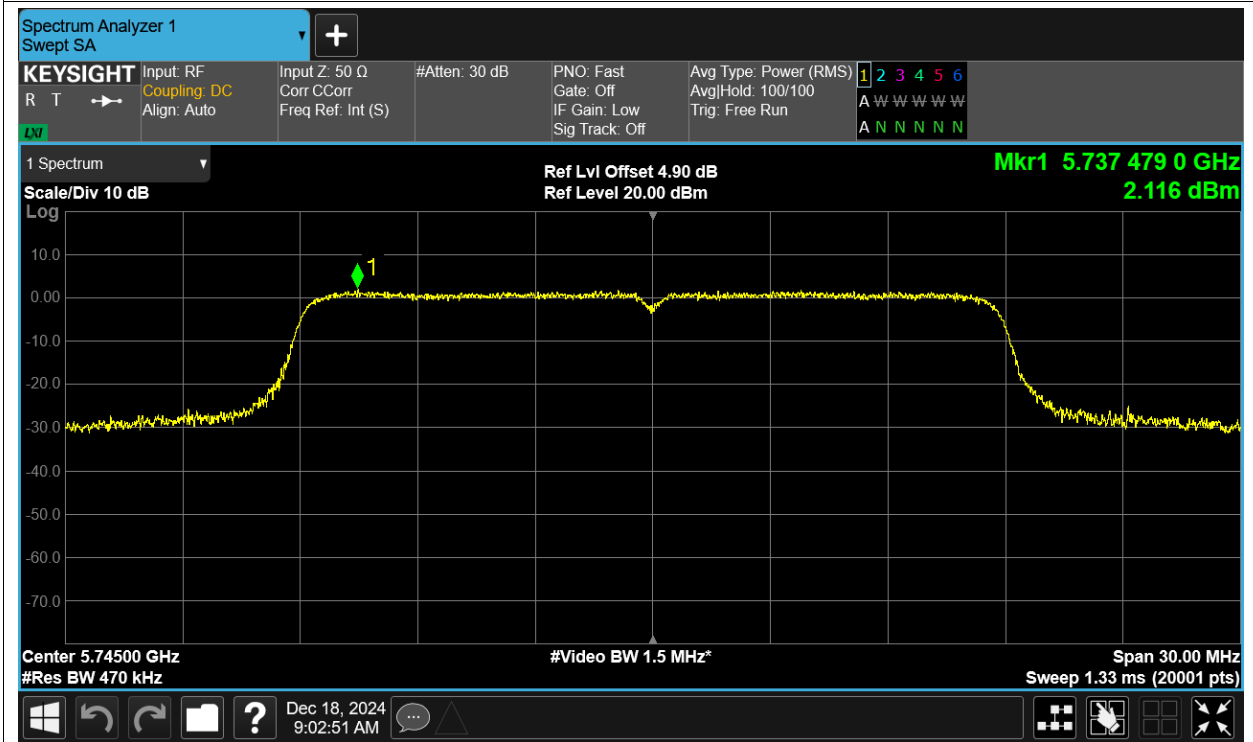 Spectrum Analyzer 1
Swept SA
+
KEYSIGHT
R T
LXI
Input: RF
Coupling: DC
Align: Auto
Input Z: 50 Ω
Corr CCorr
Freq Ref: Int (S)
#Atten: 30 dB
PNO: Fast
Gate: Off
IF Gain: Low
Sig Track: Off
Avg Type: Power (RMS)
Avg|Hold: 100/100
Trig: Free Run
1 2 3 4 5 6
A W W W W W
A N N N N N
1 Spectrum
Scale/Div 10 dB
Log
Ref Lvl Offset 4.90 dB
Ref Level 20.00 dBm
Mkr1 5.737 479 0 GHz
2.116 dBm
10.0
1
0.00
-10.0
-20.0
-30.0
-40.0
-50.0
-60.0
-70.0
Center 5.74500 GHz
#Video BW 1.5 MHz*
Span 30.00 MHz
#Res BW 470 kHz
Sweep 1.33 ms (20001 pts)
?
Dec 18, 2024
9:02:51 AM